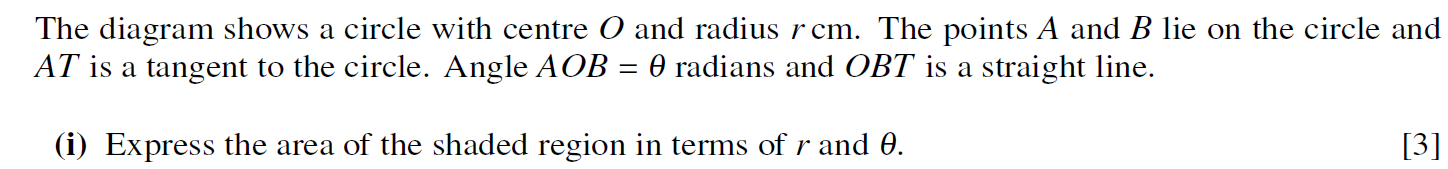 The diagram shows a circle with centre O and radius r cm. The points A and B lie on the circle and
AT is a tangent to the circle. Angle AOB = θ radians and OBT is a straight line.
(i) Express the area of the shaded region in terms of r and θ. [3]